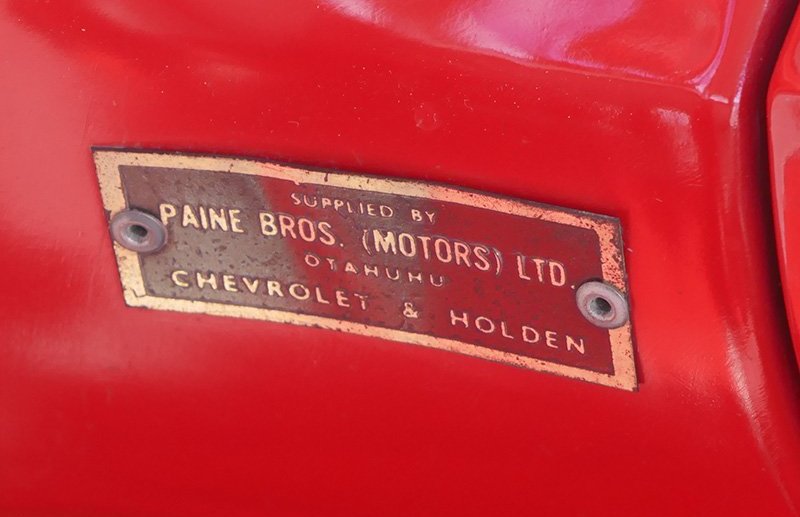 SUPPLIED BY
PAINE BROS. (MOTORS) LTD.
OTAHUHU
CHEVROLET & HOLDEN